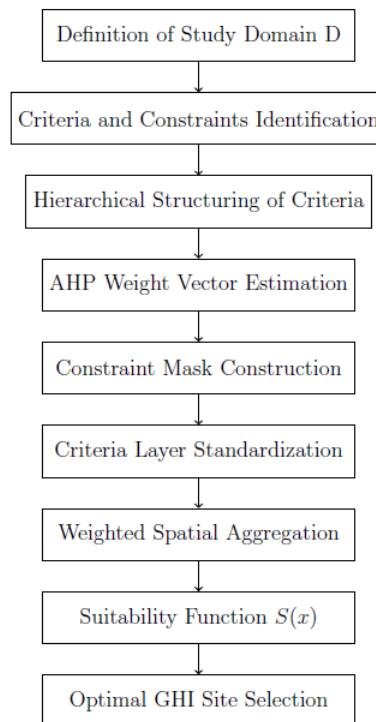 Definition of Study Domain D
Criteria and Constraints Identification
Hierarchical Structuring of Criteria
AHP Weight Vector Estimation
Constraint Mask Construction
Criteria Layer Standardization
Weighted Spatial Aggregation
Suitability Function S(x)
Optimal GHI Site Selection